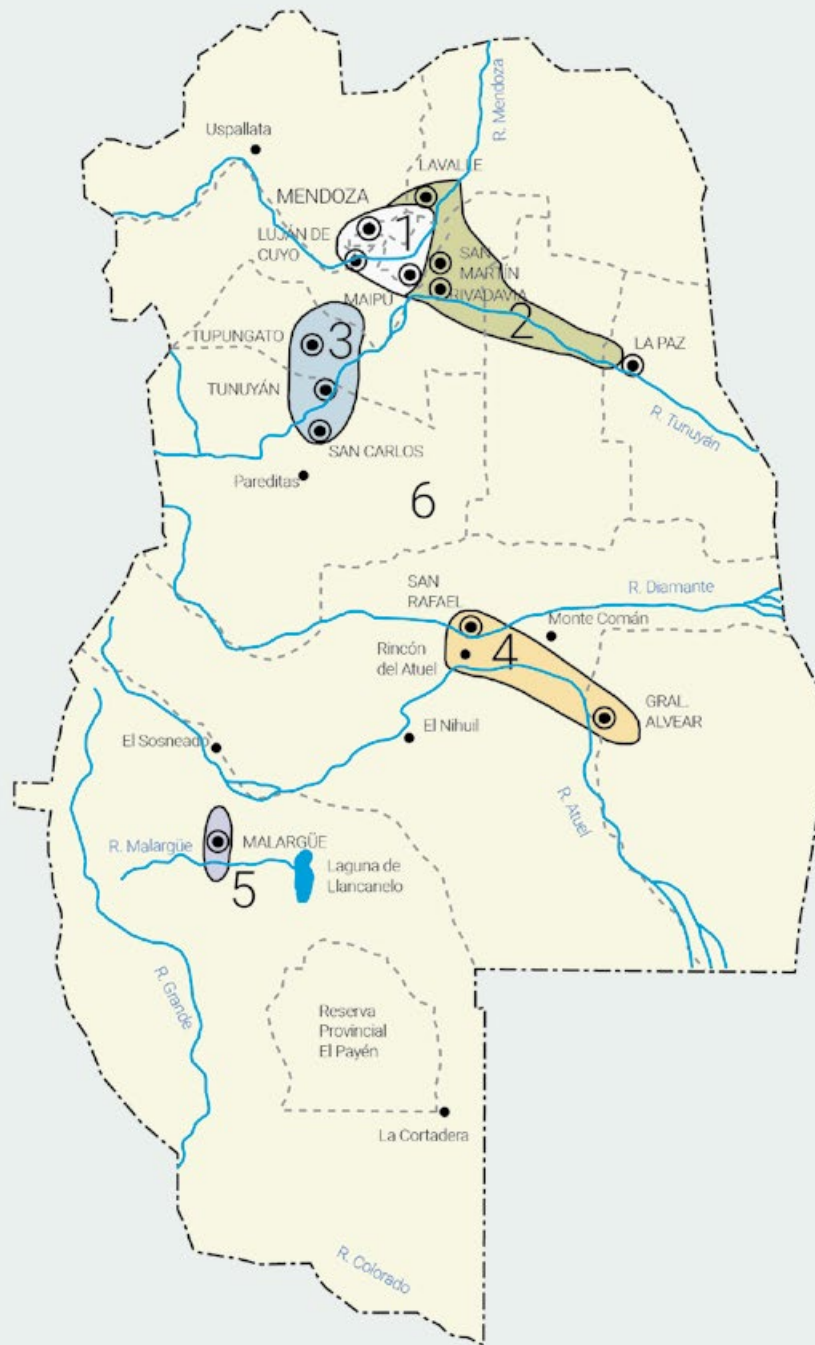 R. Mendoza
Uspallata
LAVALLE
MENDOZA
1
LUJÁN DE
CUYO
SAN
MARTÍN
MAIPÚ
RIVADAVIA
3
TUPUNGATO
2
LA PAZ
TUNUYÁN
R. Tunuyán
SAN CARLOS
Pareditas
6
SAN
RAFAEL
R. Diamante
Monte Comán
Rincón
del Atuel
4
GRAL.
ALVEAR
El Nihuil
El Sosneado
R. Atuel
R. Malargüe
MALARGÜE
5
Laguna de
Llancanelo
R. Grande
Reserva
Provincial
El Payén
La Cortadera
R. Colorado